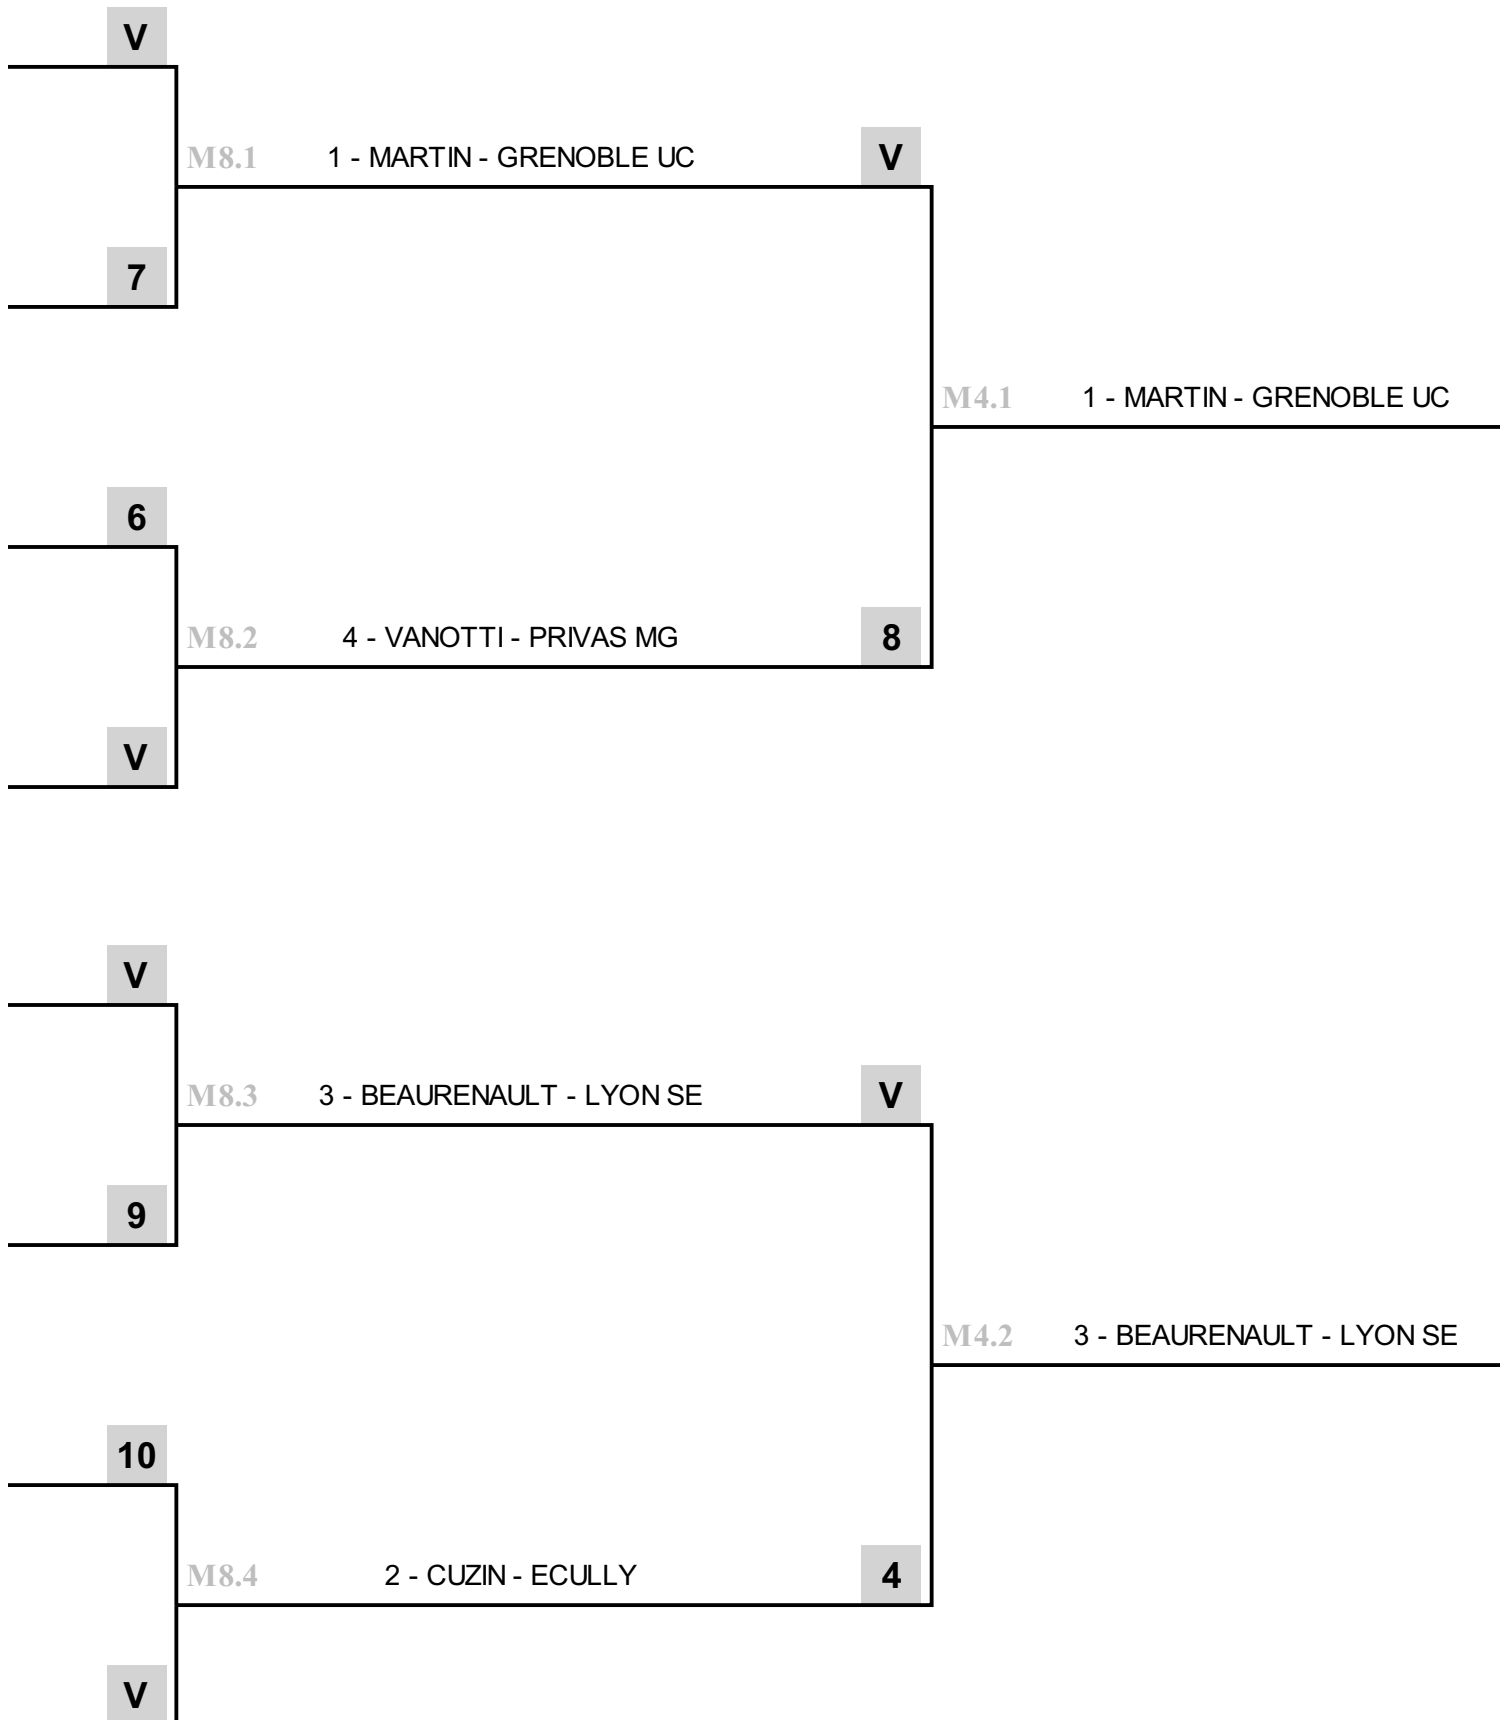 V
M8.1 1 - MARTIN - GRENOBLE UC V
7
M4.1 1 - MARTIN - GRENOBLE UC
6
M8.2 4 - VANOTTI - PRIVAS MG 8
V
V
M8.3 3 - BEAURENAULT - LYON SE V
9
M4.2 3 - BEAURENAULT - LYON SE
10
M8.4 2 - CUZIN - ECULLY 4
V